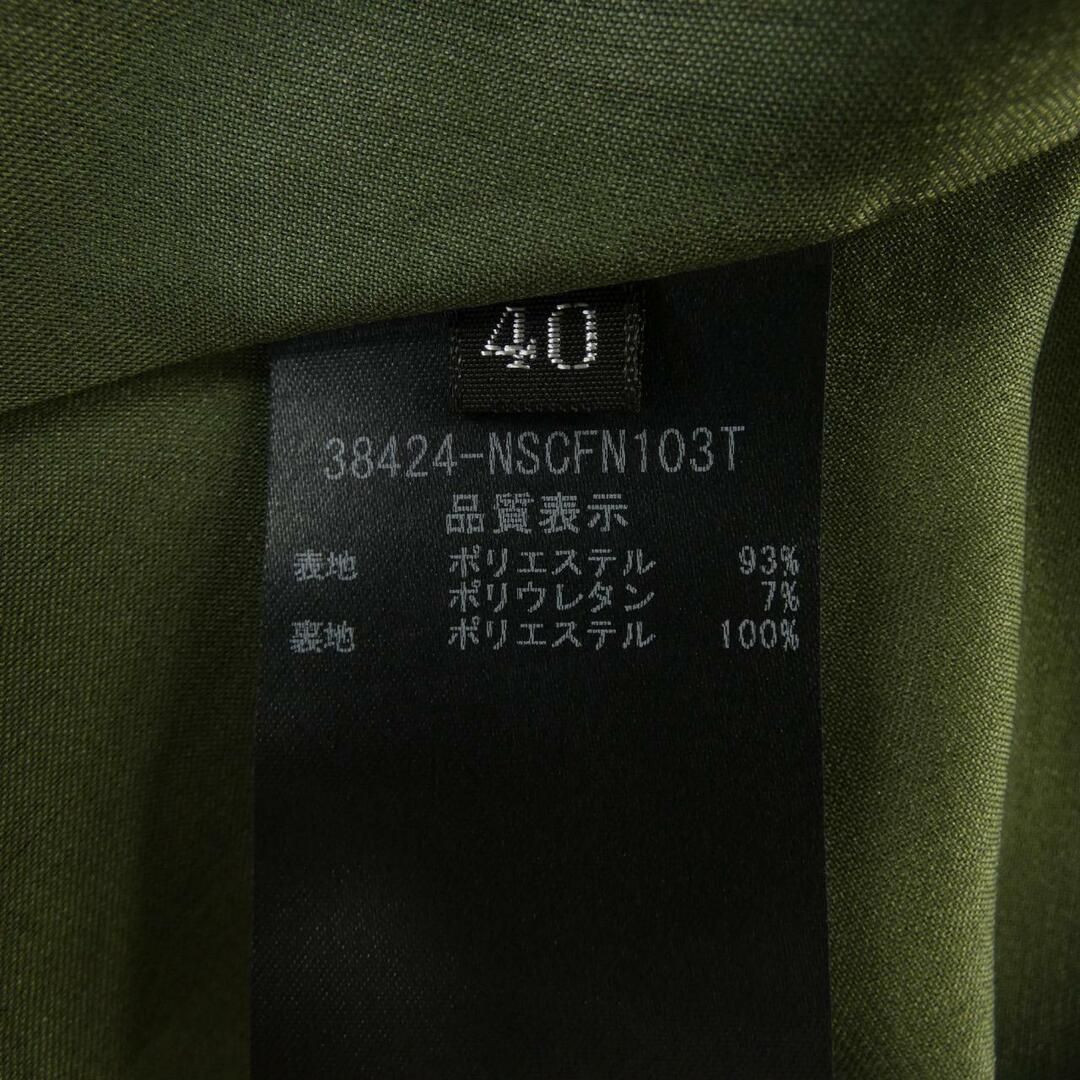 40
38424-NSCFN103T
品質表示
表地 ポリエステル 93%
ポリウレタン 7%
裏地 ポリエステル 100%